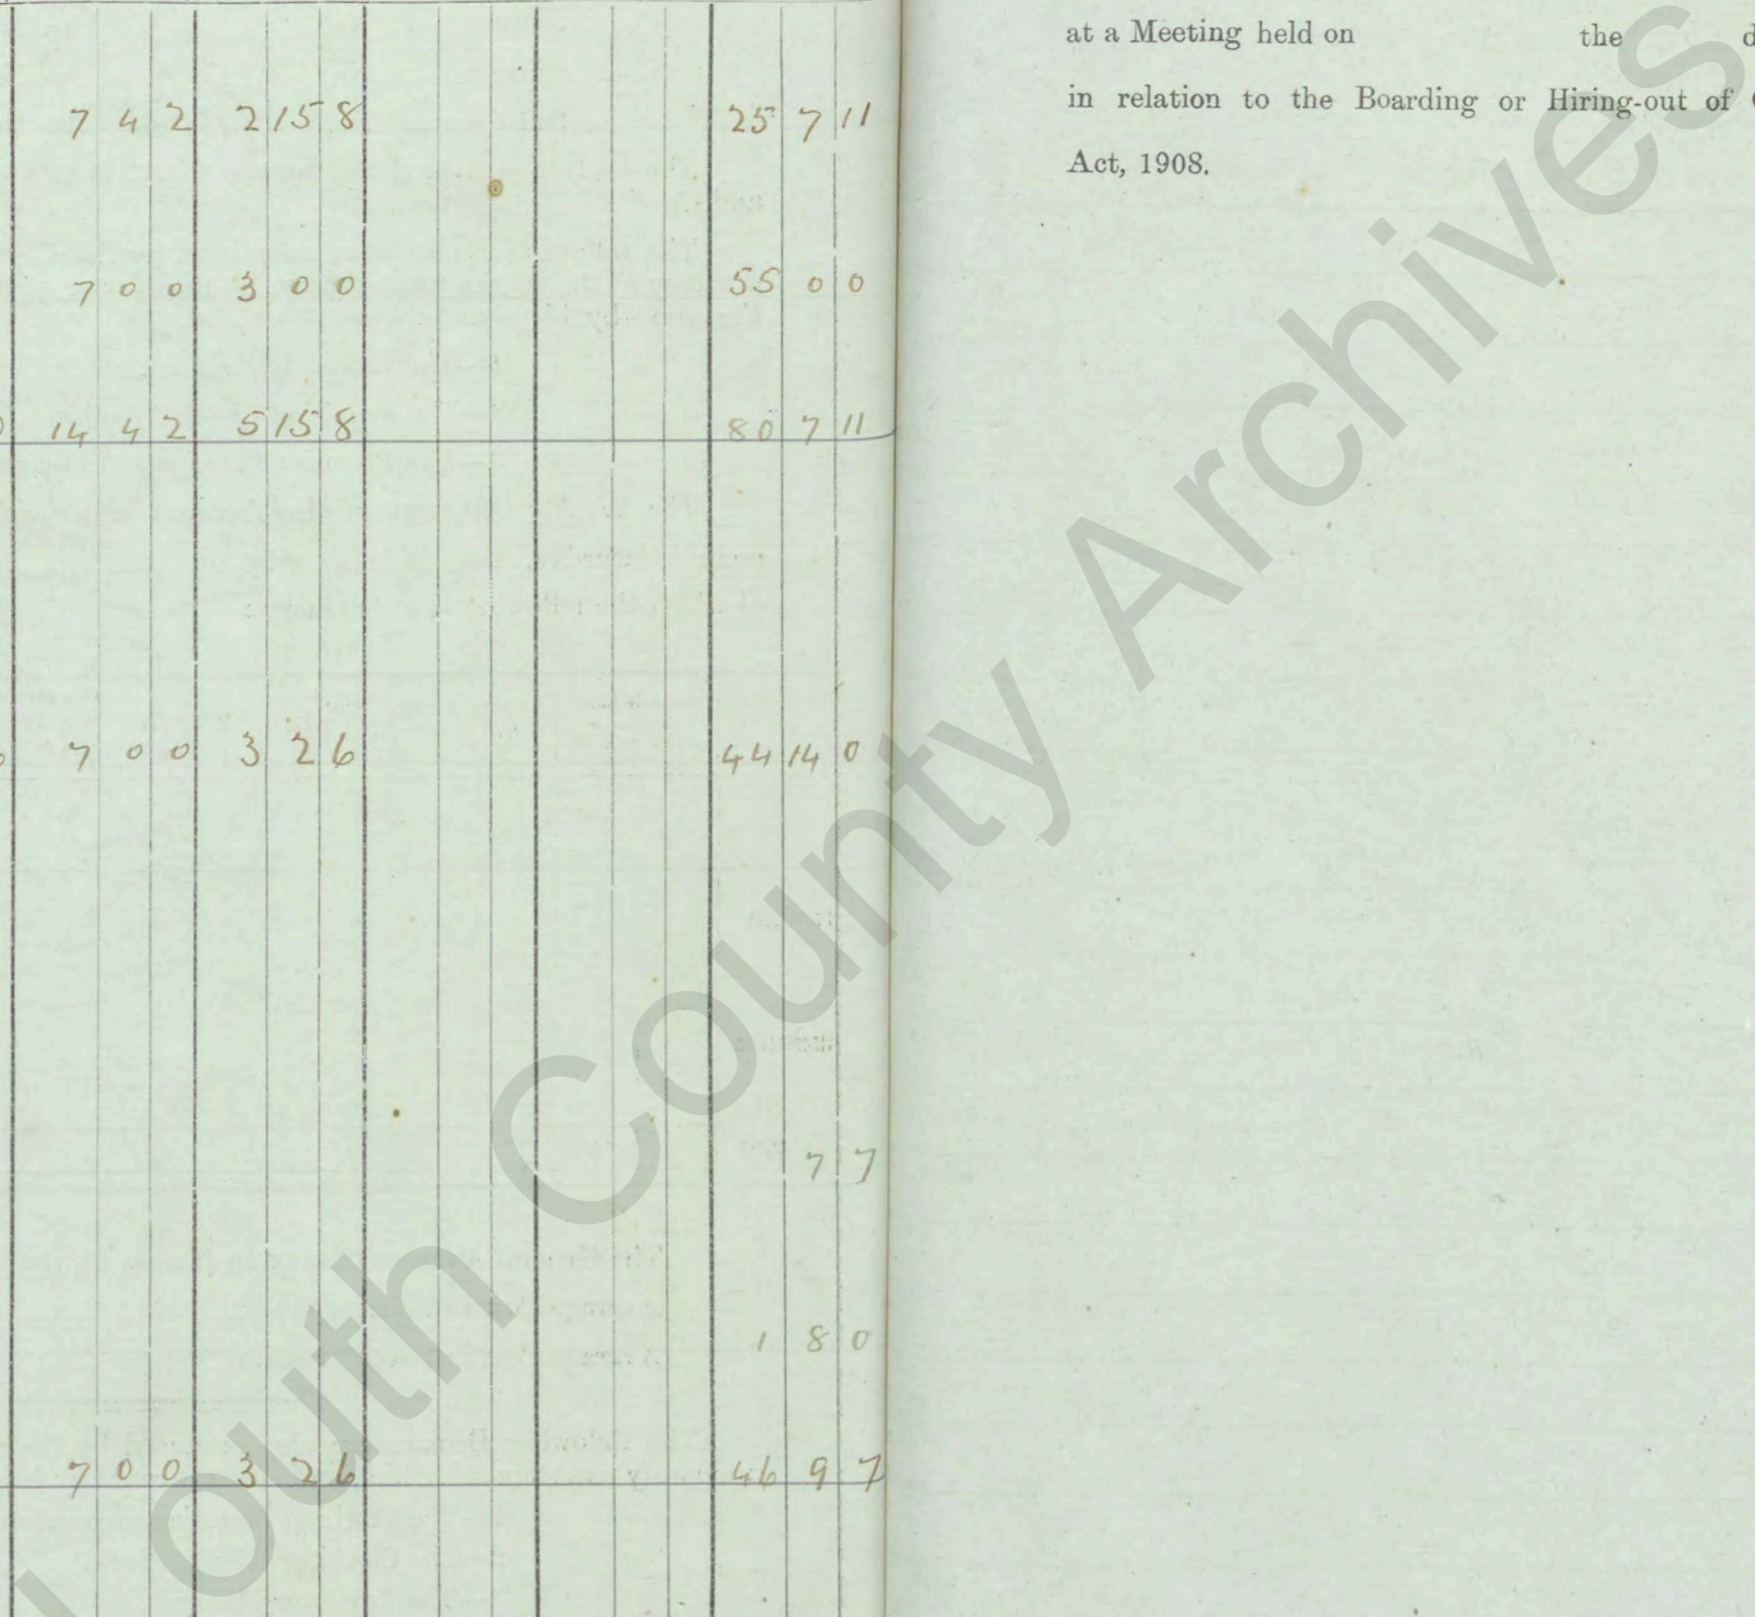 7 4 2 2 15 8 25 7 11
7 0 0 3 0 0 55 0 0
14 4 2 5 15 8 80 7 11
7 0 0 3 2 6 44 14 0
7 7
1 8 0
7 0 0 3 2 6 46 9 7
at a Meeting held on the
in relation to the Boarding or Hiring-out of
Act, 1908.
Louth County Archives